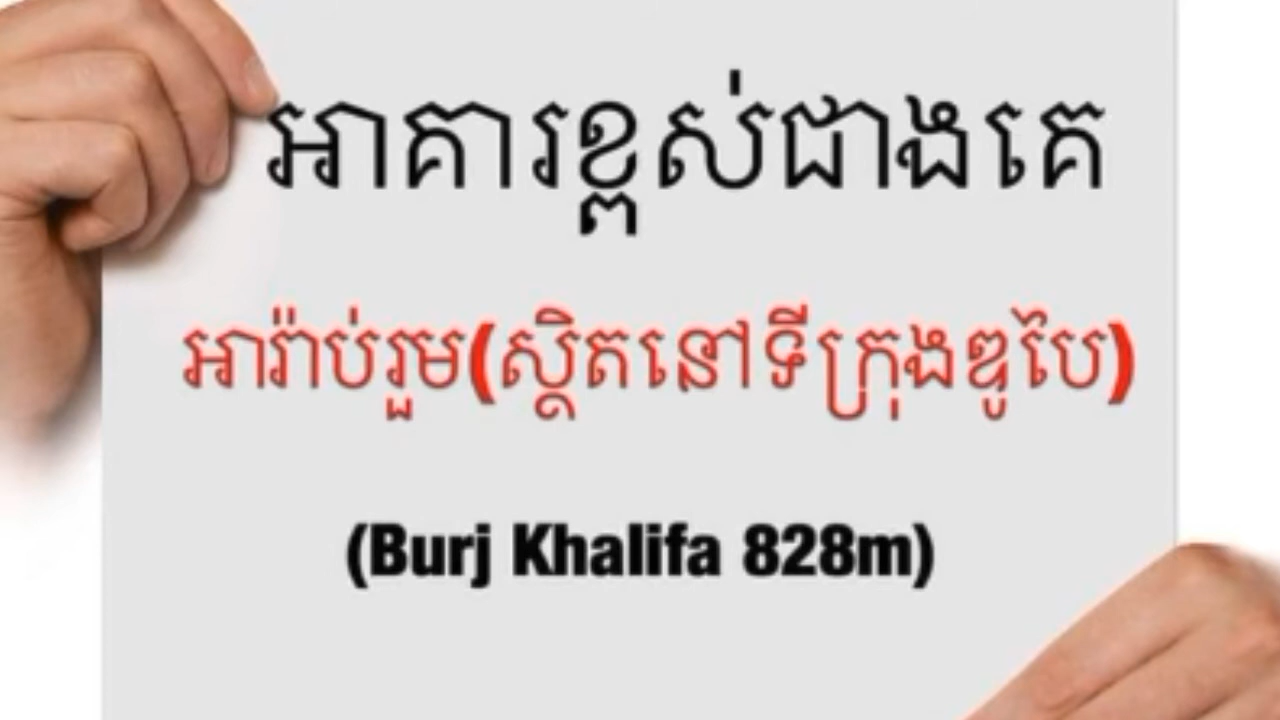 អាគារខ្ពស់ជាងគេ
អារ៉ាប់រួម(ស្ថិតនៅទីក្រុងឌូបៃ)
(Burj Khalifa 828m)